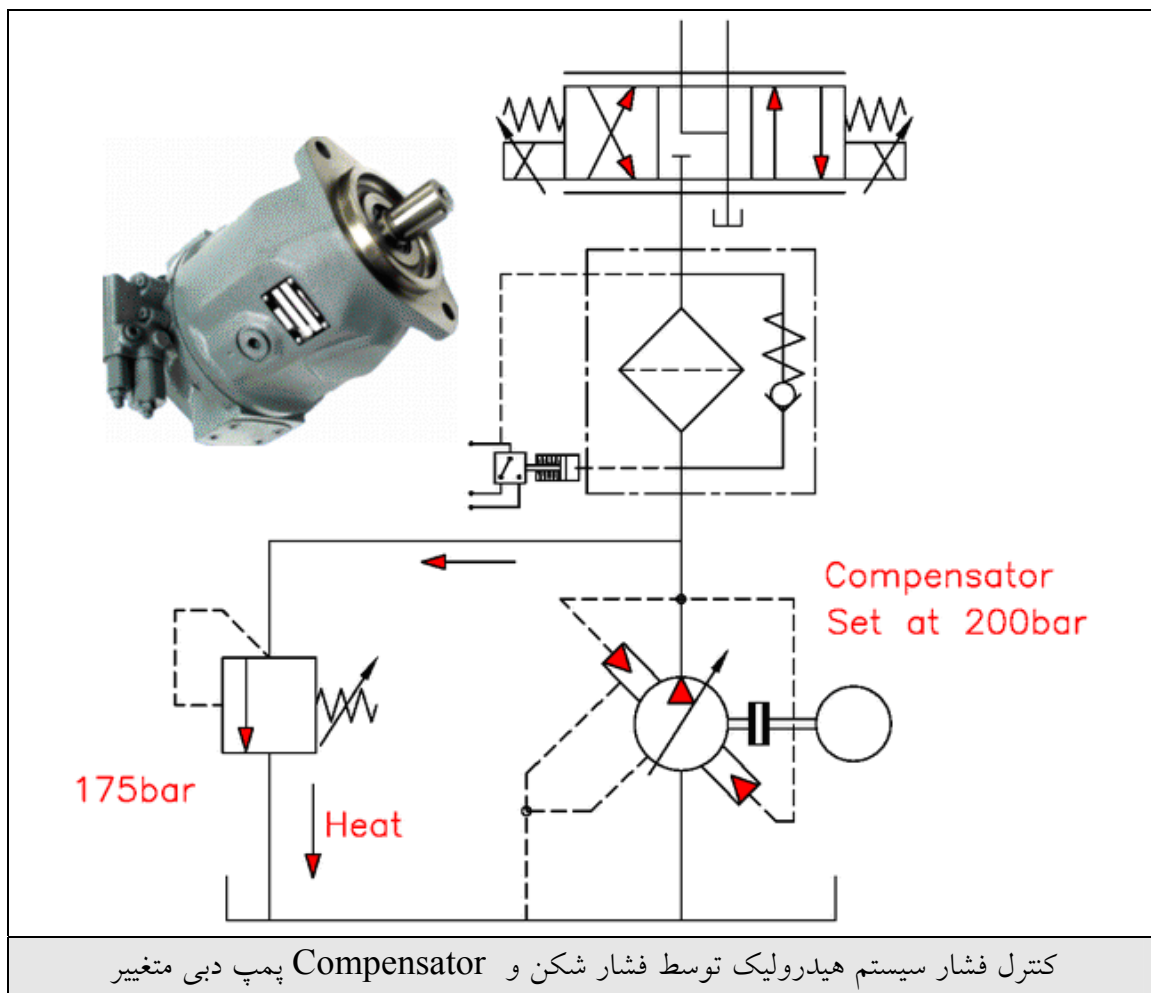 Compensator
Set at 200bar
175bar
Heat
کنترل فشار سیستم هیدرولیک توسط فشار شکن و Compensator پمپ دبی متغییر